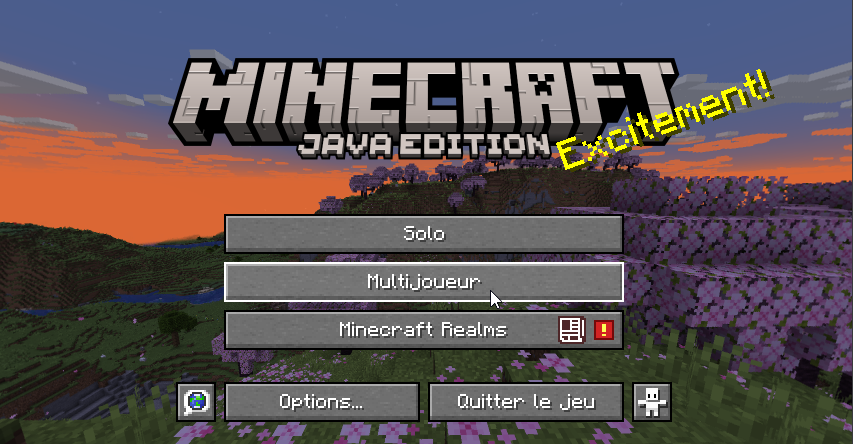 MINECRAFT
JAVA EDITION
Excitement!
Solo
Multijoueur
Minecraft Realms
!
Options...
Quitter le jeu